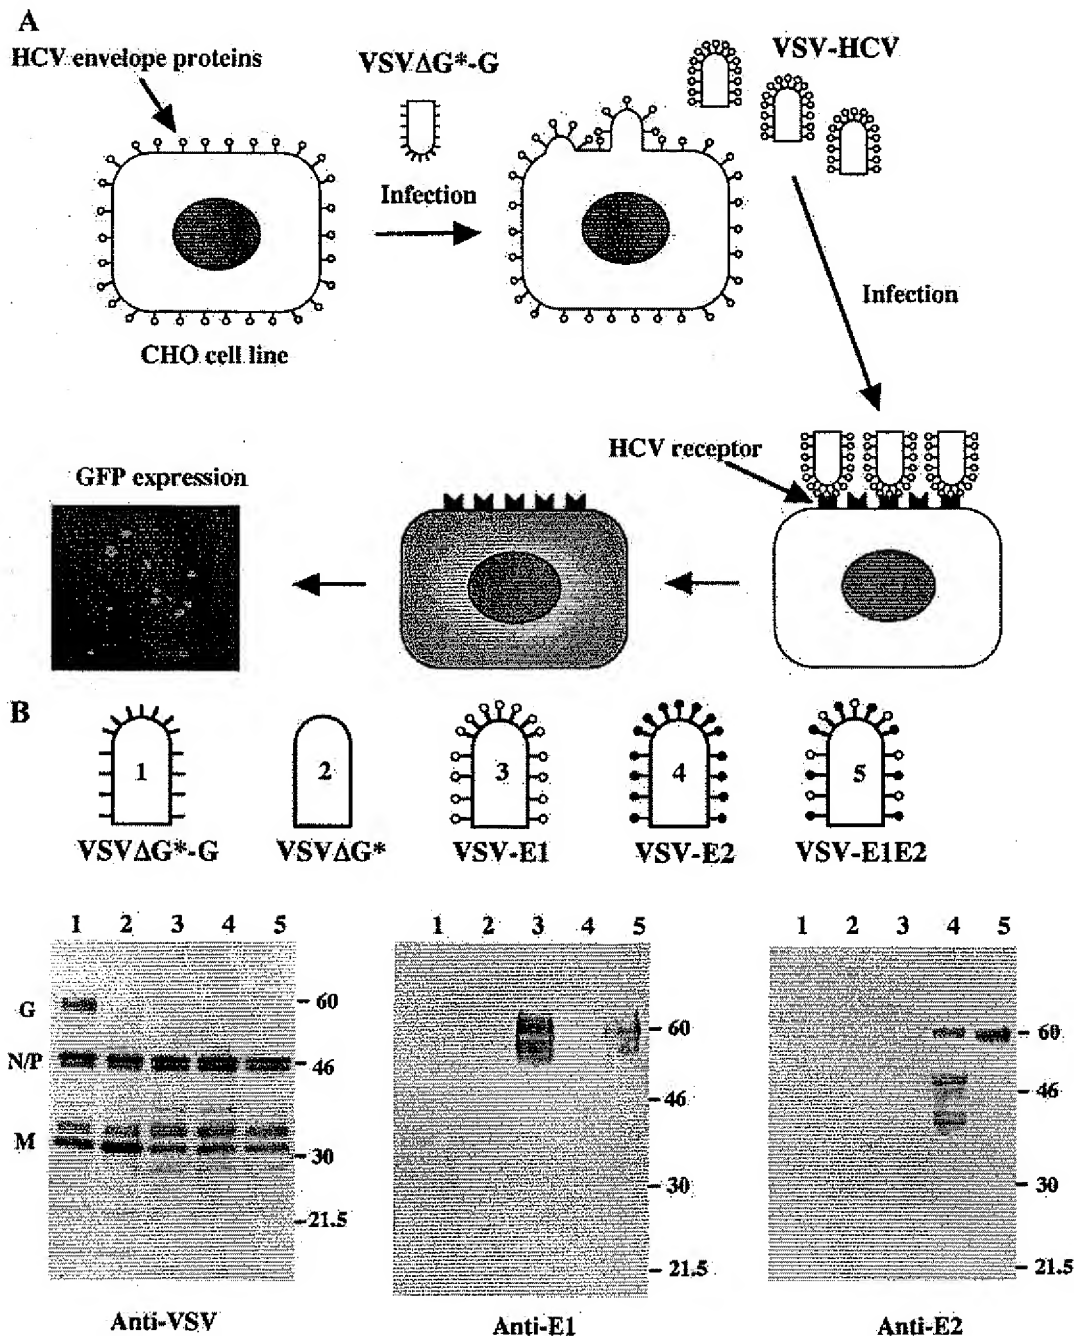 A
HCV envelope proteins
VSVΔG*-G
VSV-HCV
Infection
Infection
CHO cell line
HCV receptor
GFP expression
B
1
2
3
4
5
VSVΔG*-G
VSVΔG*
VSV-E1
VSV-E2
VSV-E1E2
1 2 3 4 5
G
N/P
M
60
46
30
21.5
Anti-VSV
1 2 3 4 5
60
46
30
21.5
Anti-E1
1 2 3 4 5
60
46
30
21.5
Anti-E2